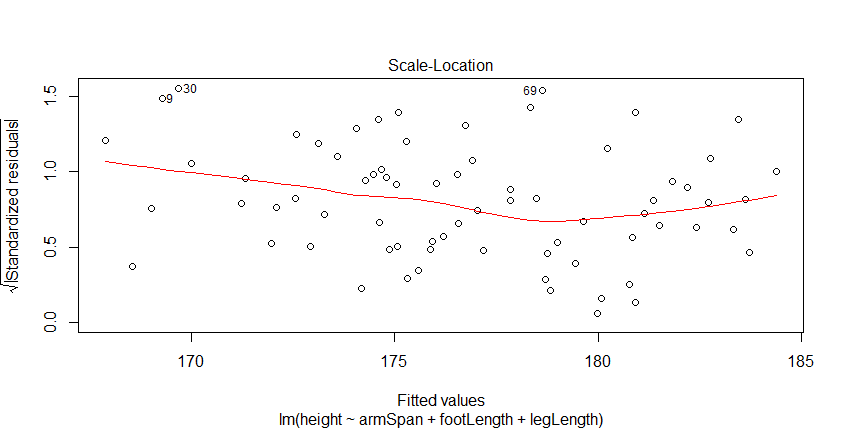 Scale-Location
√|Standardized residuals|
1.5
1.0
0.5
0.0
30
9
69
170
175
180
185
Fitted values
lm(height ~ armSpan + footLength + legLength)